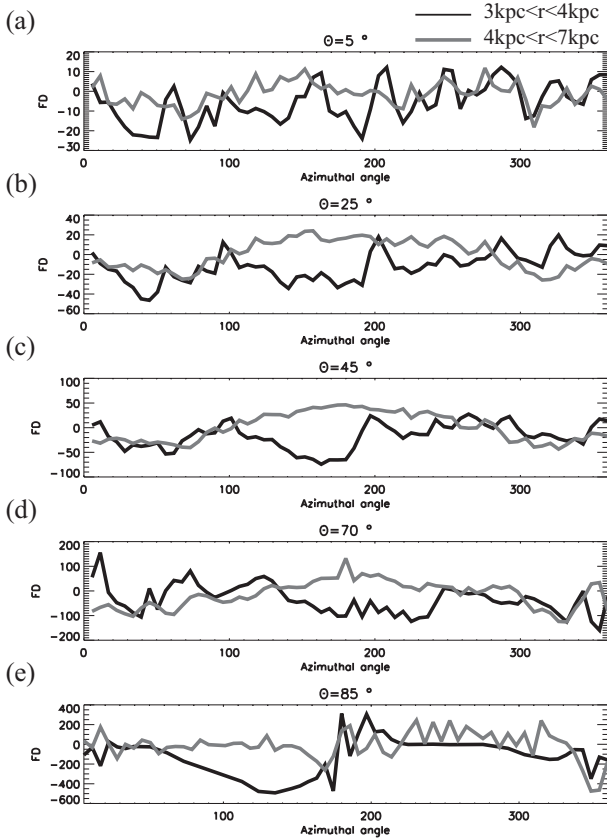 3kpc<r<4kpc
4kpc<r<7kpc
(a)
Θ=5 °
FD
20
10
0
-10
-20
-30
0 100 200 300
Azimuthal angle
(b)
Θ=25 °
FD
40
20
0
-20
-40
-60
0 100 200 300
Azimuthal angle
(c)
Θ=45 °
FD
100
50
0
-50
-100
0 100 200 300
Azimuthal angle
(d)
Θ=70 °
FD
200
100
0
-100
-200
0 100 200 300
Azimuthal angle
(e)
Θ=85 °
FD
400
200
0
-200
-400
-600
0 100 200 300
Azimuthal angle